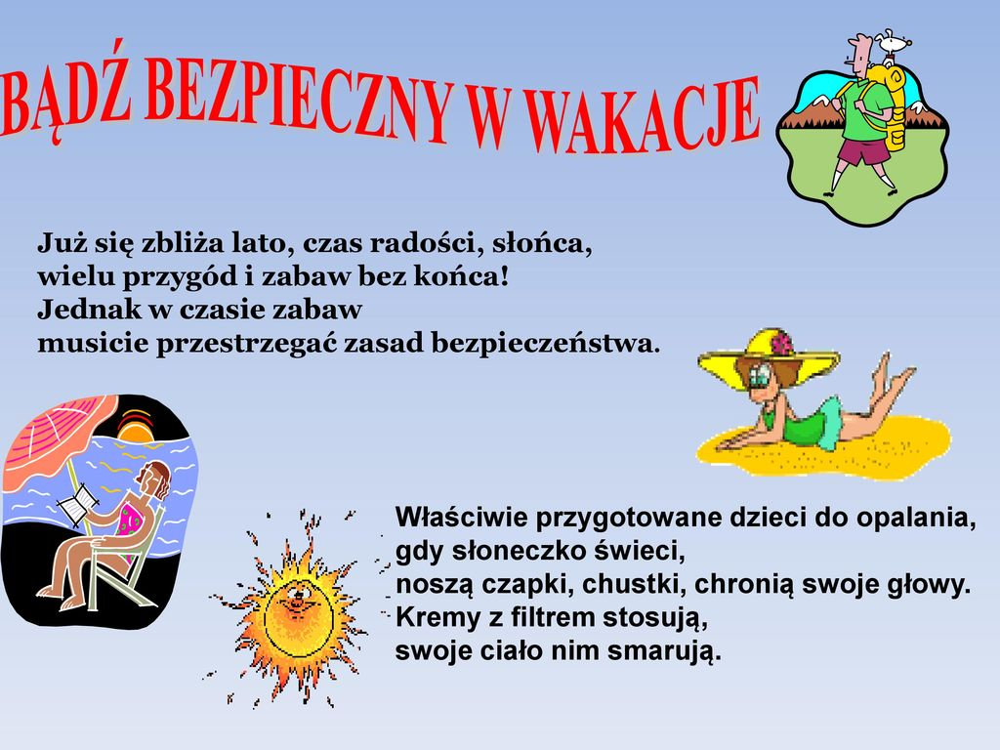 BĄDŹ BEZPIECZNY W WAKACJE
Już się zbliża lato, czas radości, słońca,
wielu przygód i zabaw bez końca!
Jednak w czasie zabaw
musicie przestrzegać zasad bezpieczeństwa.
Właściwie przygotowane dzieci do opalania,
gdy słoneczko świeci,
noszą czapki, chustki, chronią swoje głowy.
Kremy z filtrem stosują,
swoje ciało nim smarują.